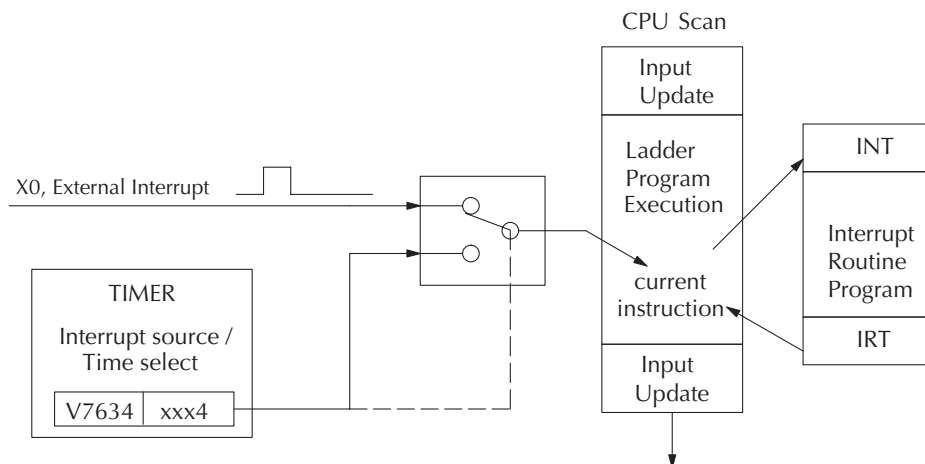 CPU Scan
Input
Update
Ladder
Program
Execution
current
instruction
Input
Update
INT
Interrupt
Routine
Program
IRT
X0, External Interrupt
TIMER
Interrupt source /
Time select
V7634 xxx4